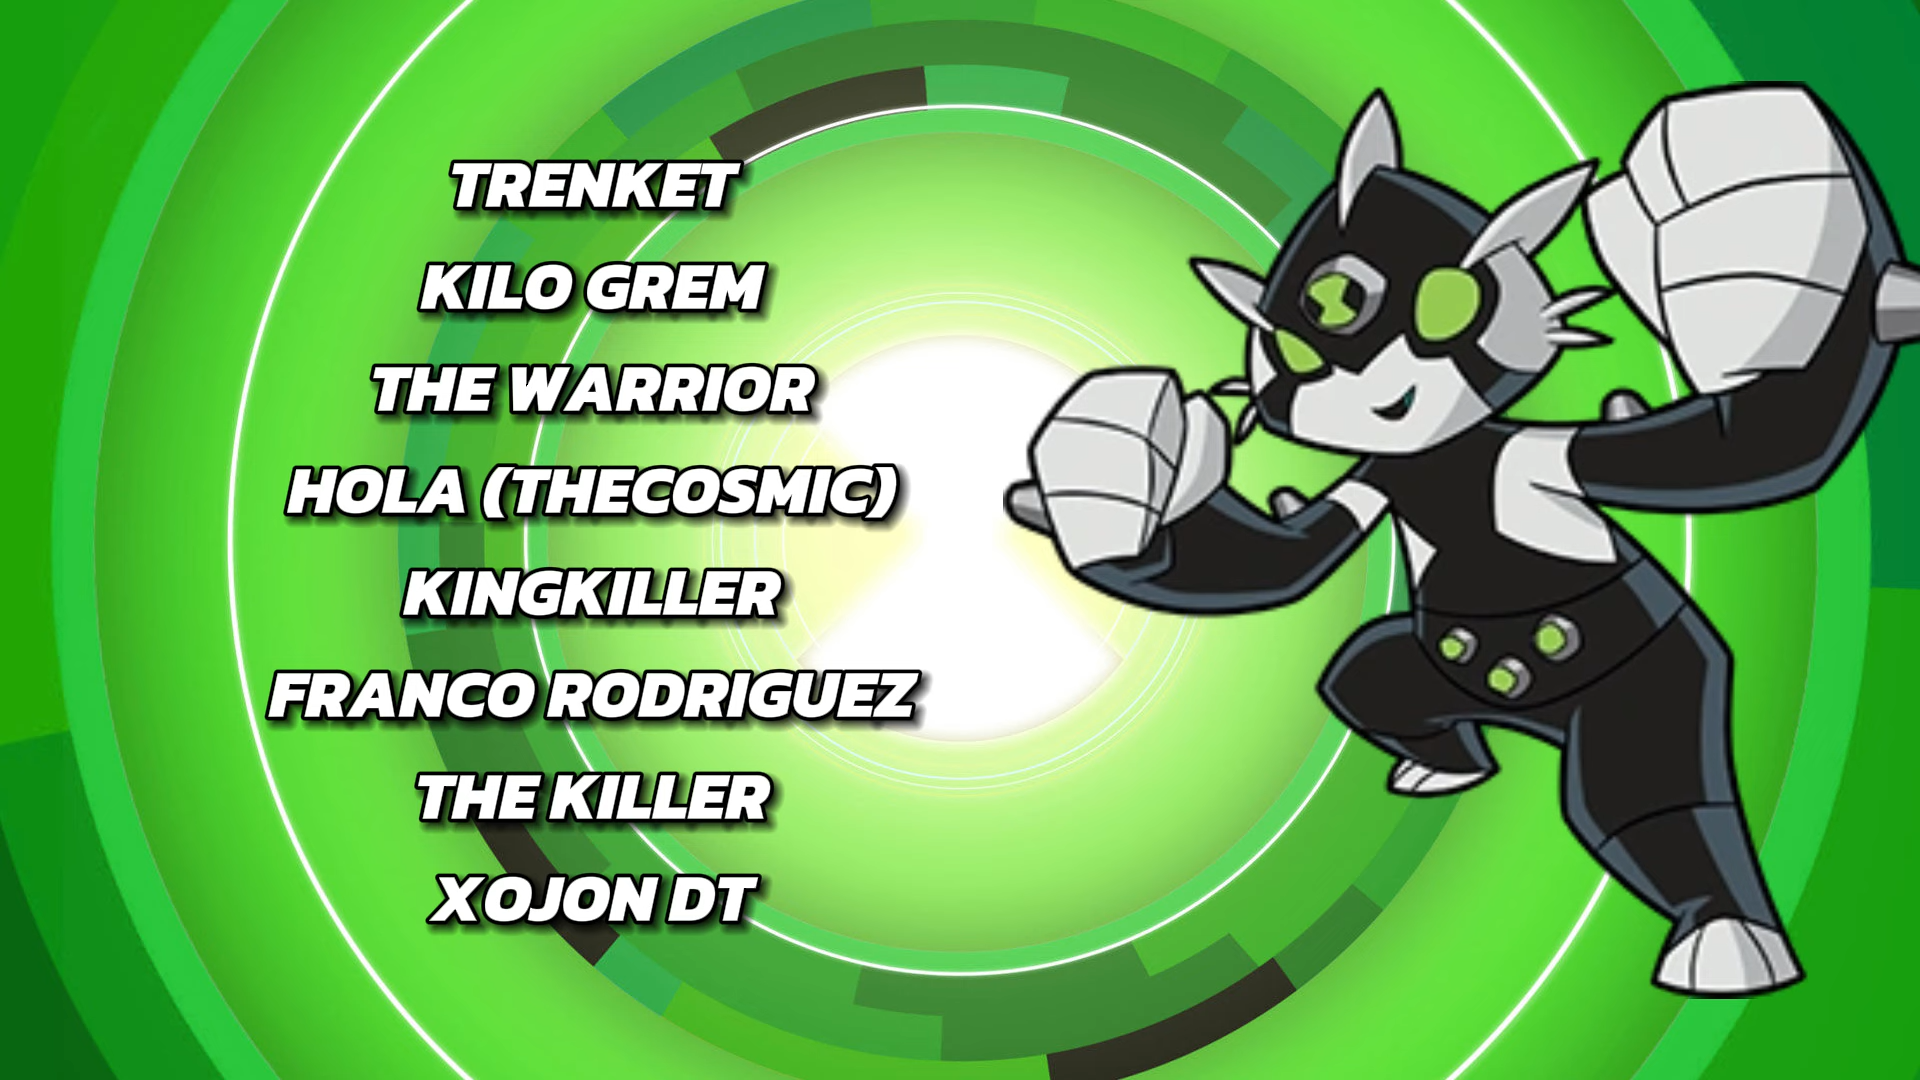 TRENKET
KILO GREM
THE WARRIOR
HOLA (THECOSMIC)
KINGKILLER
FRANCO RODRIGUEZ
THE KILLER
XOJON DT